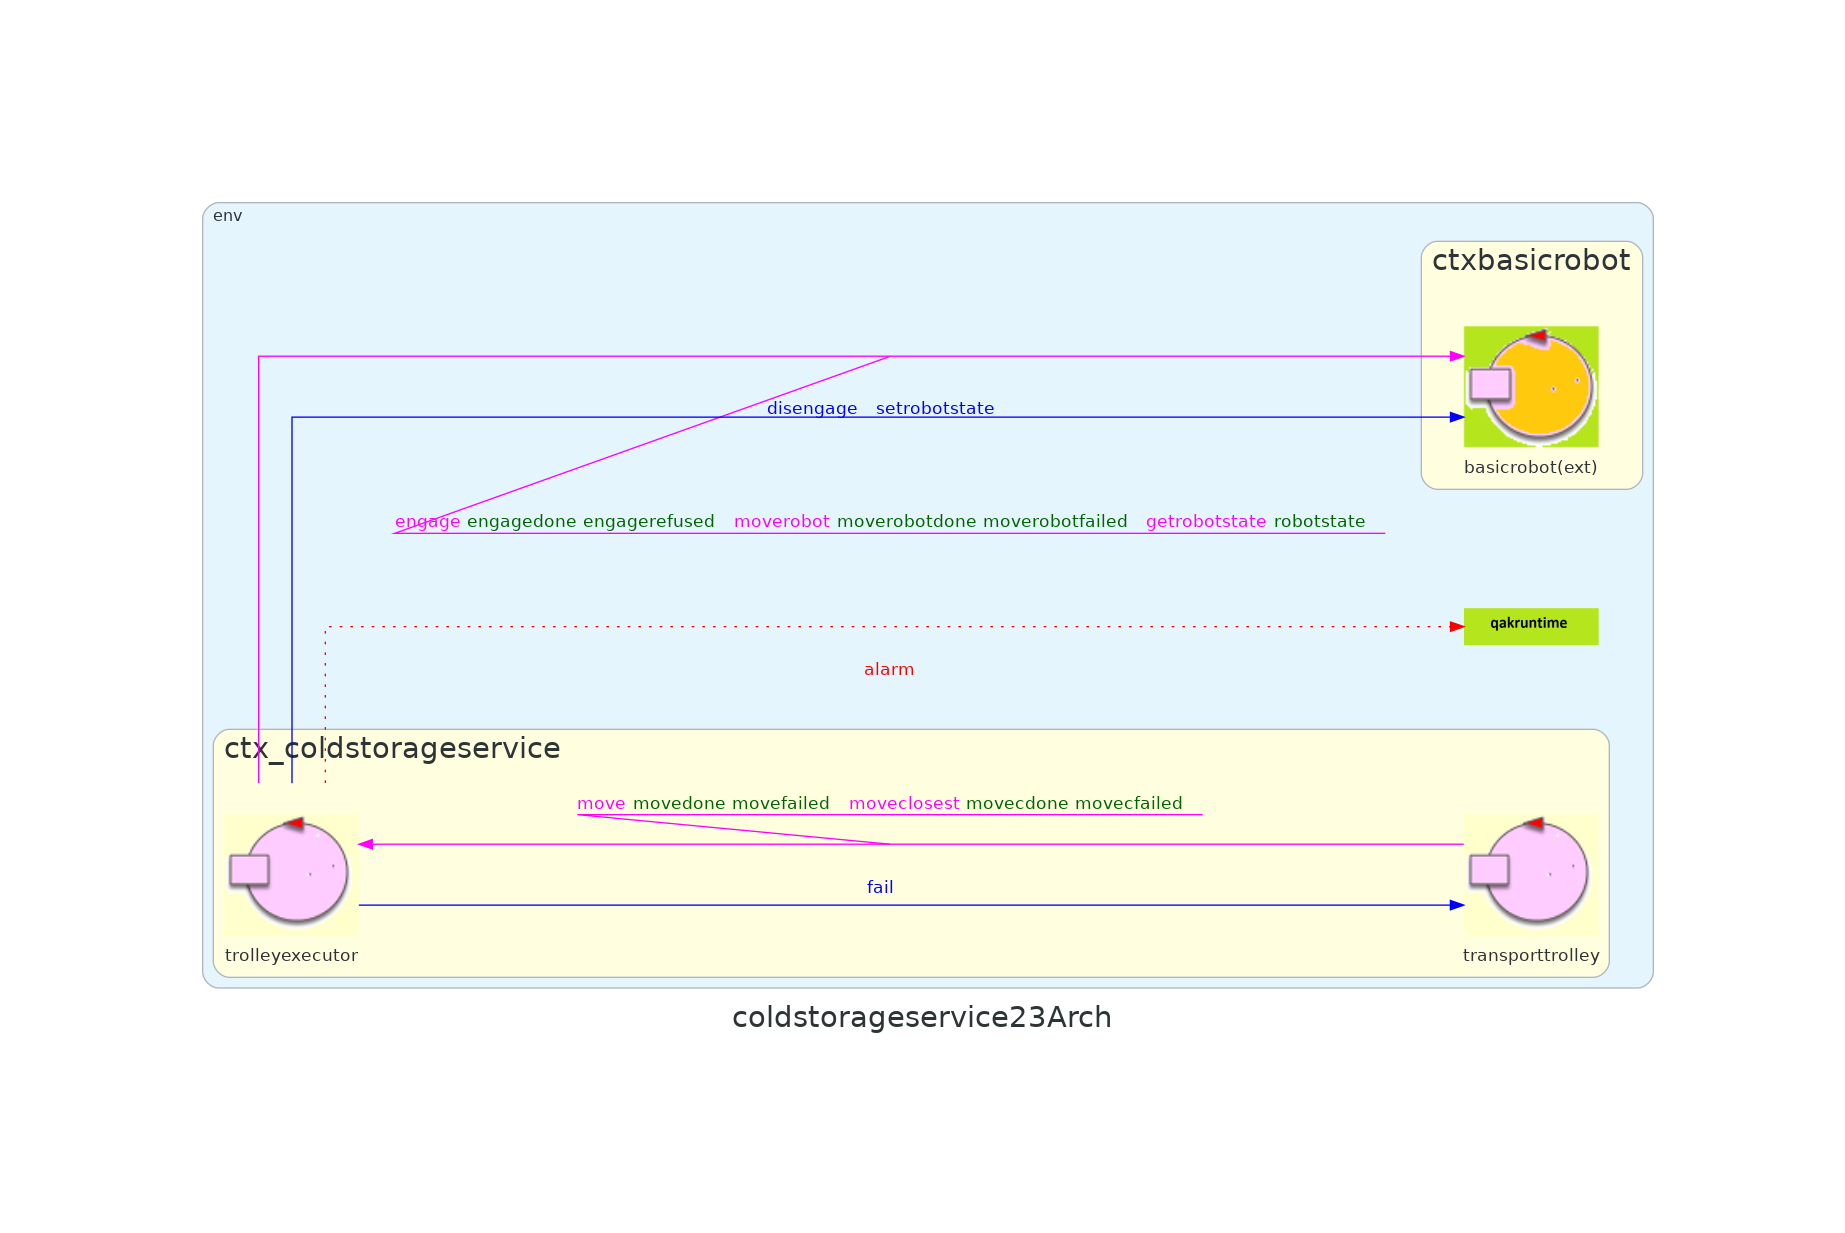 env
ctxbasicrobot
disengage   setrobotstate
basicrobot(ext)
engage engagedone engagerefused   moverobot moverobotdone moverobotfailed   getrobotstate robotstate
qakruntime
alarm
ctx_coldstorageservice
move movedone movefailed   moveclosest movecdone movecfailed
fail
trolleyexecutor
transporttrolley
coldstorageservice23Arch